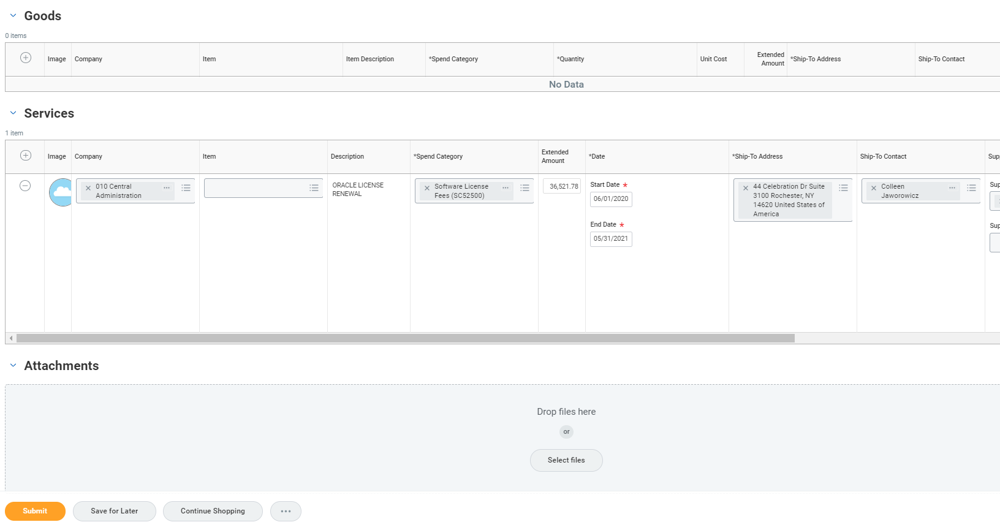 Goods
0 items
Image Company Item Item Description *Spend Category *Quantity Unit Cost Extended Amount *Ship-To Address Ship-To Contact
No Data
Services
1 item
Image Company Item Description *Spend Category Extended Amount *Date *Ship-To Address Ship-To Contact
010 Central
Administration
ORACLE LICENSE
RENEWAL
Software License
Fees (SC52500)
36,521.78
Start Date *
06/01/2020
End Date *
05/31/2021
44 Celebration Dr Suite
3100 Rochester, NY
14620 United States of
America
Colleen
Jaworowicz
Attachments
Drop files here
or
Select files
Submit Save for Later Continue Shopping